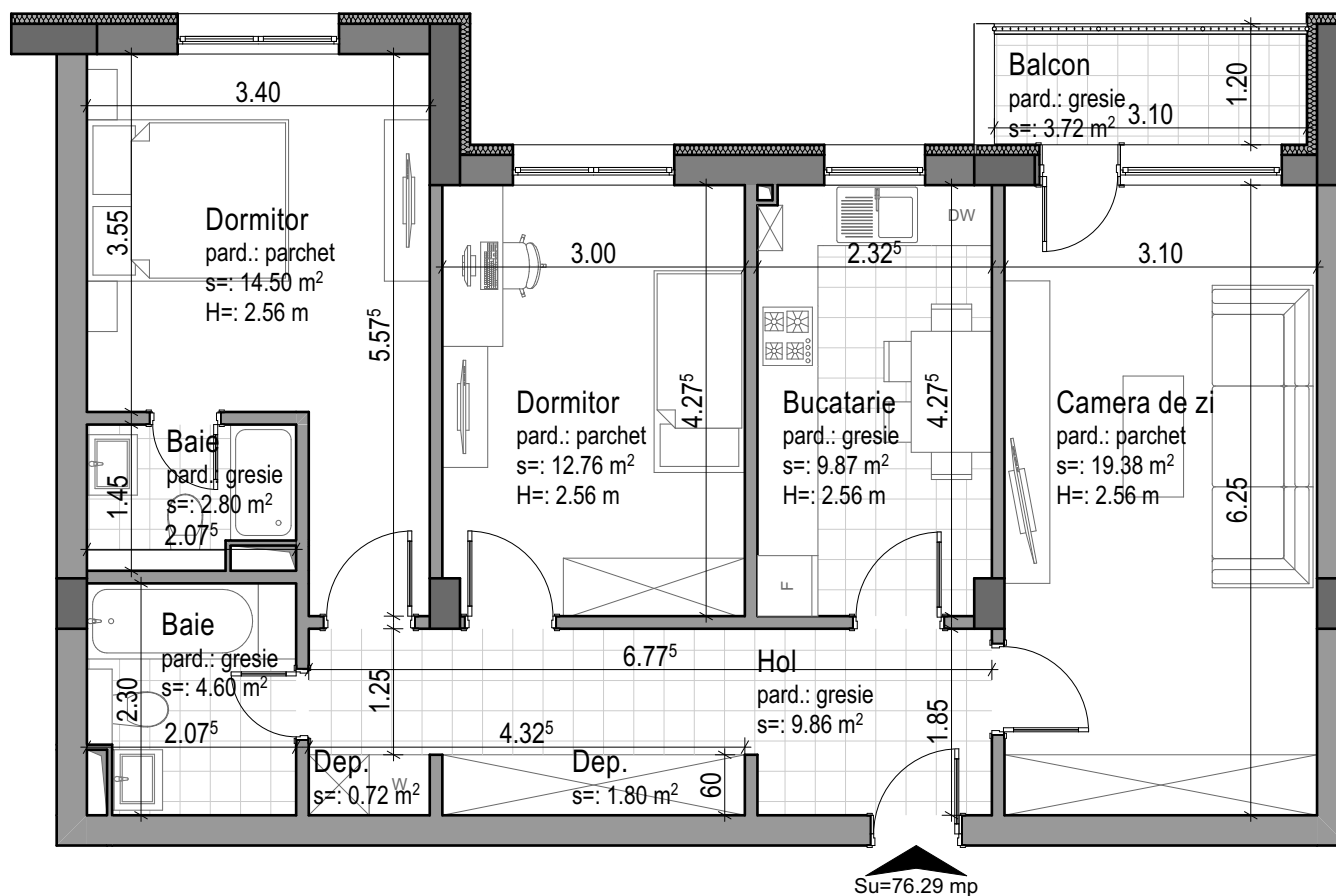 Balcon
pard.: gresie
s=: 3.72 m²
3.10
1.20
3.40
Dormitor
pard.: parchet
s=: 14.50 m²
H=: 2.56 m
3.55
5.57⁵
3.00
Dormitor
pard.: parchet
s=: 12.76 m²
H=: 2.56 m
4.27⁵
DW
2.32⁵
Bucatarie
pard.: gresie
s=: 9.87 m²
H=: 2.56 m
4.27⁵
F
3.10
Camera de zi
pard.: parchet
s=: 19.38 m²
H=: 2.56 m
6.25
Baie
pard.: gresie
s=: 2.80 m²
2.07⁵
1.45
Baie
pard.: gresie
s=: 4.60 m²
2.07⁵
2.30
6.77⁵
Hol
pard.: gresie
s=: 9.86 m²
1.25
1.85
4.32⁵
Dep.
s=: 0.72 m²
W
Dep.
s=: 1.80 m²
60
Su=76.29 mp